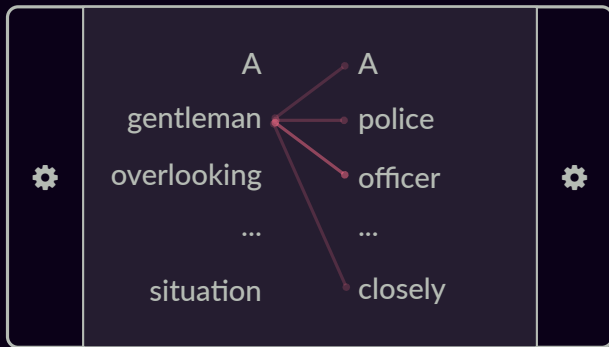 A A
gentleman police
overlooking officer
... ...
situation closely